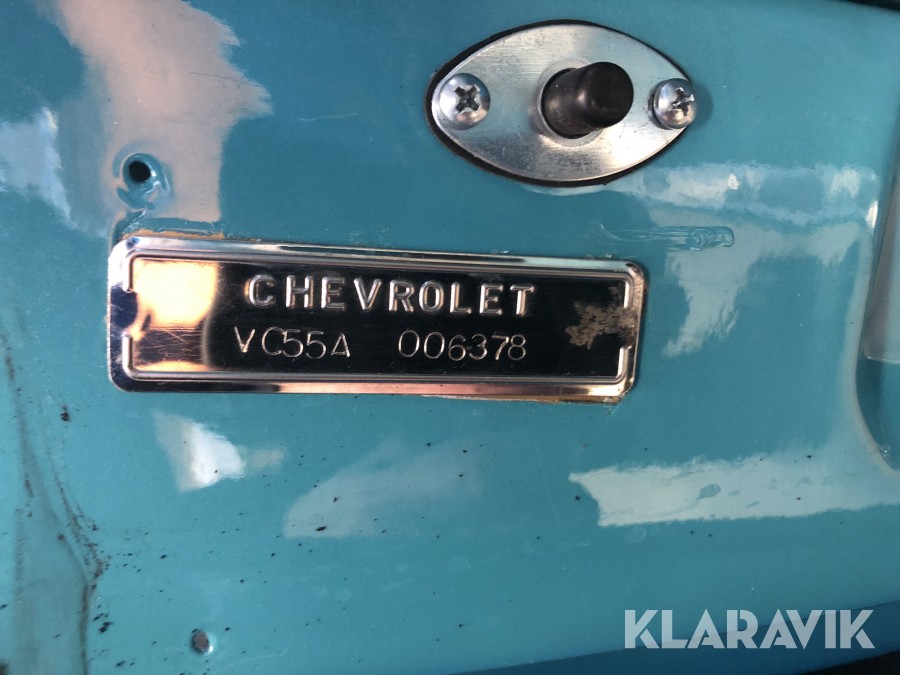 CHEVROLET
VC55A 006378
KLARAVIK